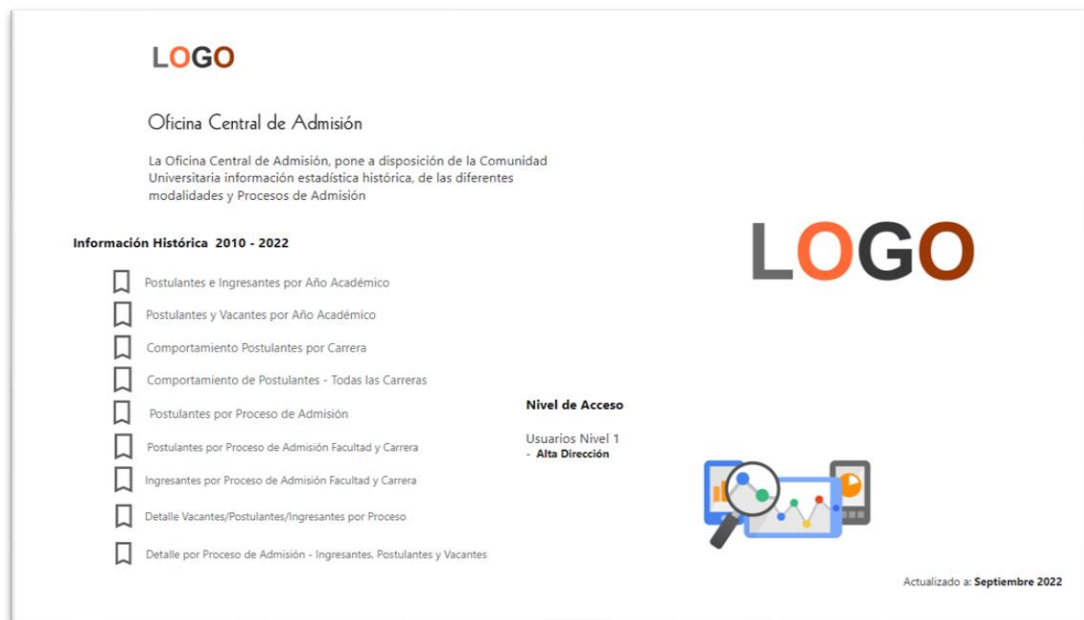 LOGO
Oficina Central de Admisión
La Oficina Central de Admisión, pone a disposición de la Comunidad
Universitaria información estadística histórica, de las diferentes
modalidades y Procesos de Admisión
LOGO
Información Histórica 2010 - 2022
Postulantes e Ingresantes por Año Académico
Postulantes y Vacantes por Año Académico
Comportamiento Postulantes por Carrera
Comportamiento de Postulantes - Todas las Carreras
Postulantes por Proceso de Admisión
Postulantes por Proceso de Admisión Facultad y Carrera
Ingresantes por Proceso de Admisión Facultad y Carrera
Detalle Vacantes/Postulantes/Ingresantes por Proceso
Detalle por Proceso de Admisión - Ingresantes, Postulantes y Vacantes
Nivel de Acceso
Usuarios Nivel 1
- Alta Dirección
Actualizado a: Septiembre 2022